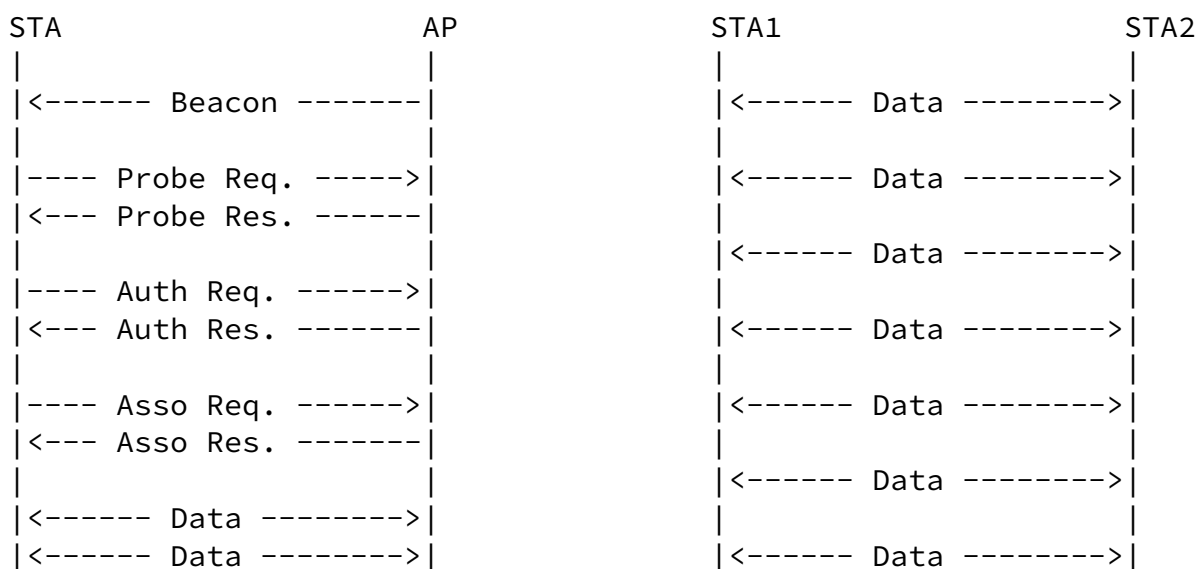 STA                        AP                 STA1                       STA2
|                          |                  |                          |
|<------ Beacon -------|                  |<------ Data -------->|
|                          |                  |                          |
|---- Probe Req. ----->|                  |<------ Data -------->|
|<--- Probe Res. ------|                  |                          |
|                          |                  |<------ Data -------->|
|---- Auth Req. ------>|                  |                          |
|<--- Auth Res. -------|                  |<------ Data -------->|
|                          |                  |                          |
|---- Asso Req. ------>|                  |<------ Data -------->|
|<--- Asso Res. -------|                  |                          |
|                          |                  |<------ Data -------->|
|<------ Data -------->|                  |                          |
|<------ Data -------->|                  |<------ Data -------->|